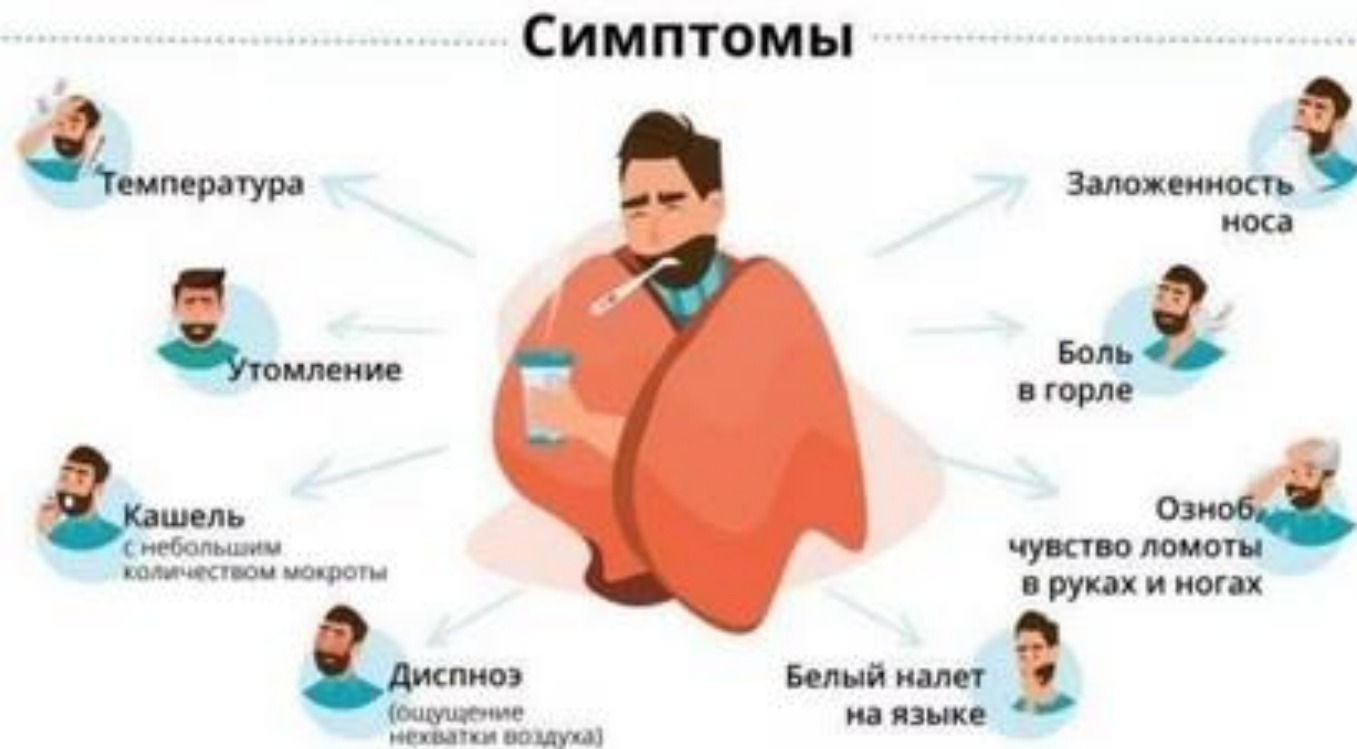 Симптомы
Температура
Утомление
Кашель
с небольшим
количеством мокроты
Диспноэ
(ощущение
нехватки воздуха)
Заложенность
носа
Боль
в горле
Озноб,
чувство ломоты
в руках и ногах
Белый налет
на языке